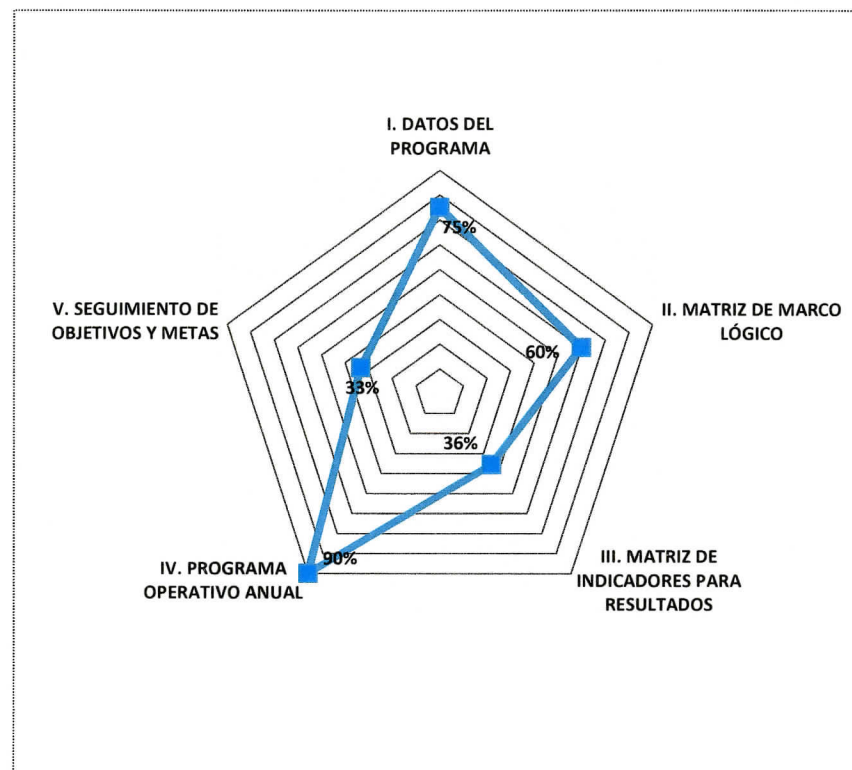 I. DATOS DEL
PROGRAMA
75%
V. SEGUIMIENTO DE
OBJETIVOS Y METAS
II. MATRIZ DE MARCO
LÓGICO
60%
33%
36%
IV. PROGRAMA
OPERATIVO ANUAL
90%
III. MATRIZ DE
INDICADORES PARA
RESULTADOS